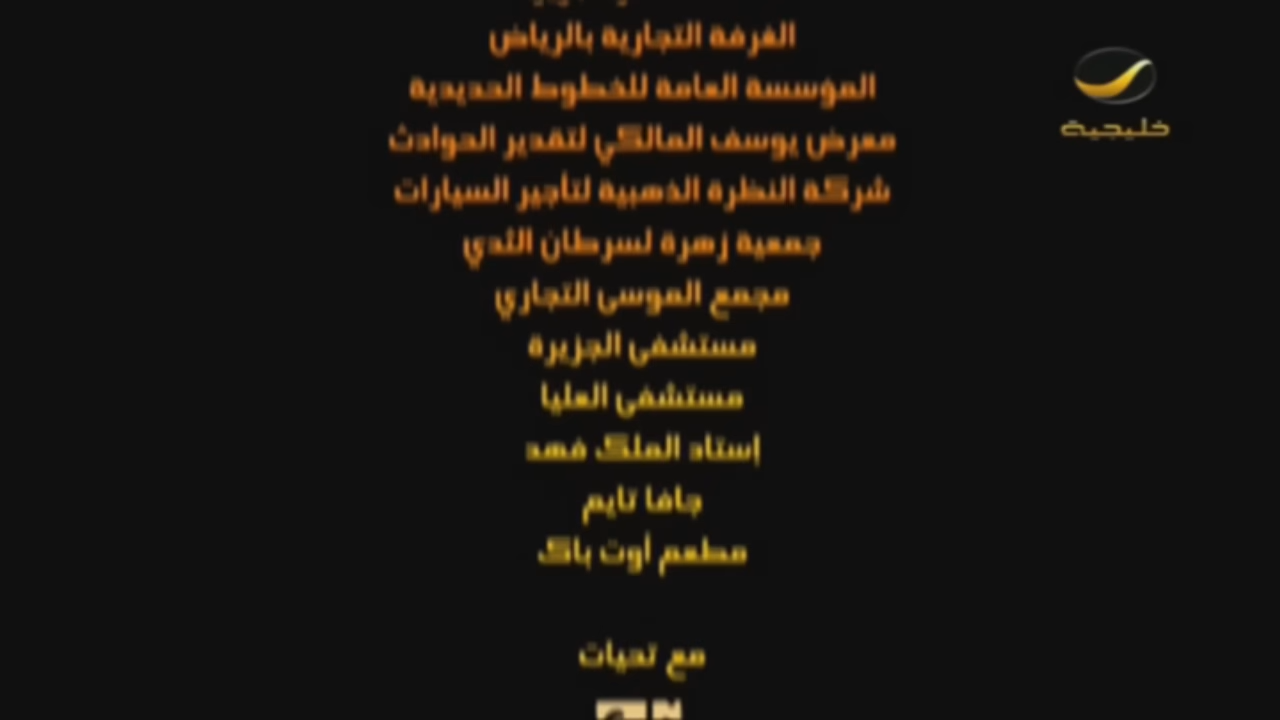 الغرفة التجارية بالرياض
المؤسسة العامة للخطوط الحديدية
معرض يوسف المالكي لتقدير الحوادث
شركة النظرة الذهبية لتأجير السيارات
جمعية زهرة لسرطان الثدي
مجمع الموسى التجاري
مستشفى الجزيرة
مستشفى العليا
إستاد الملك فهد
جافا تايم
مطعم أوت باك
مع تحيات
خليجية